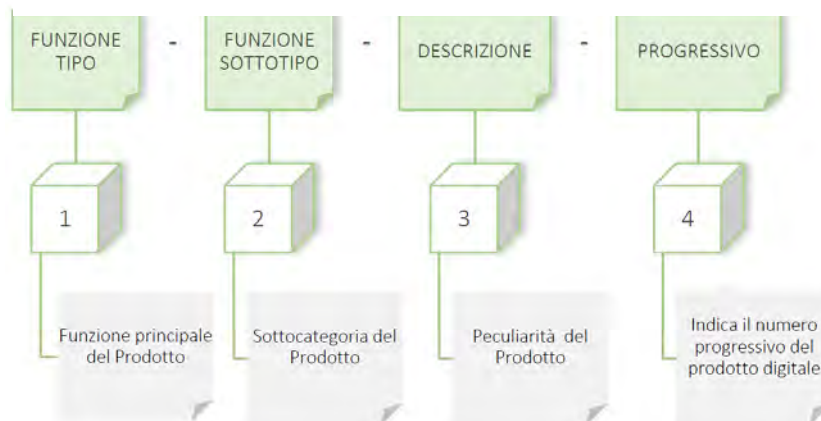 FUNZIONE
TIPO
-
FUNZIONE
SOTTOTIPO
-
DESCRIZIONE
-
PROGRESSIVO
1
2
3
4
Funzione principale
del Prodotto
Sottocategoria del
Prodotto
Peculiarità del
Prodotto
Indica il numero
progressivo del
prodotto digitale